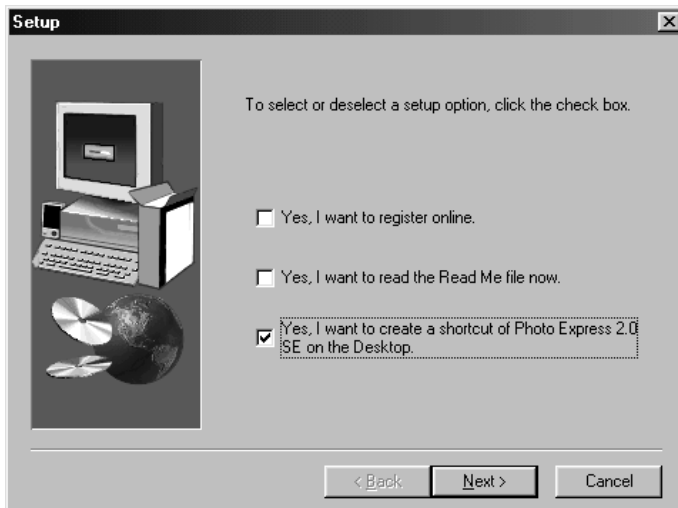 Setup
To select or deselect a setup option, click the check box.
Yes, I want to register online.
Yes, I want to read the Read Me file now.
Yes, I want to create a shortcut of Photo Express 2.0
SE on the Desktop.
< Back
Next >
Cancel